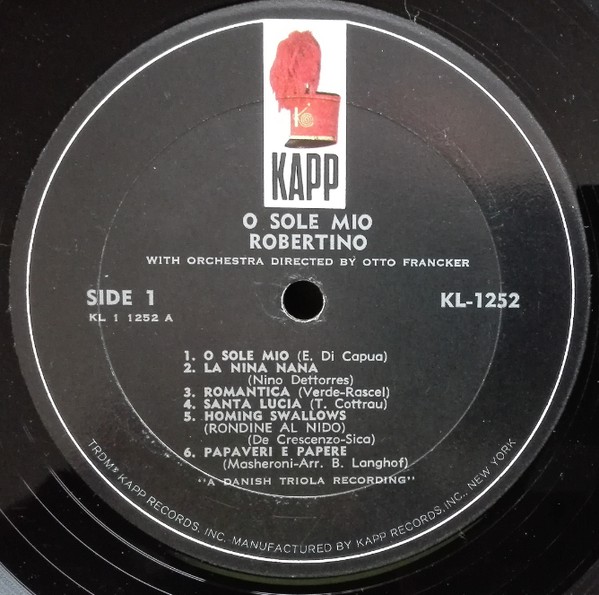 K
KAPP
O SOLE MIO
ROBERTINO
WITH ORCHESTRA DIRECTED BY OTTO FRANCKER
SIDE 1
KL-1252
KL 1 1252 A
1. O SOLE MIO (E. Di Capua)
2. LA NINA NANA
(Nino Dettorres)
3. ROMANTICA (Verde-Rascel)
4. SANTA LUCIA (T. Cottrau)
5. HOMING SWALLOWS
(RONDINE AL NIDO)
(De Crescenzo-Sica)
6. PAPAVERI E PAPERE
(Masheroni-Arr. B. Langhof)
"A DANISH TRIOLA RECORDING"
TRDMK KAPP RECORDS, INC. MANUFACTURED BY KAPP RECORDS, INC., NEW YORK